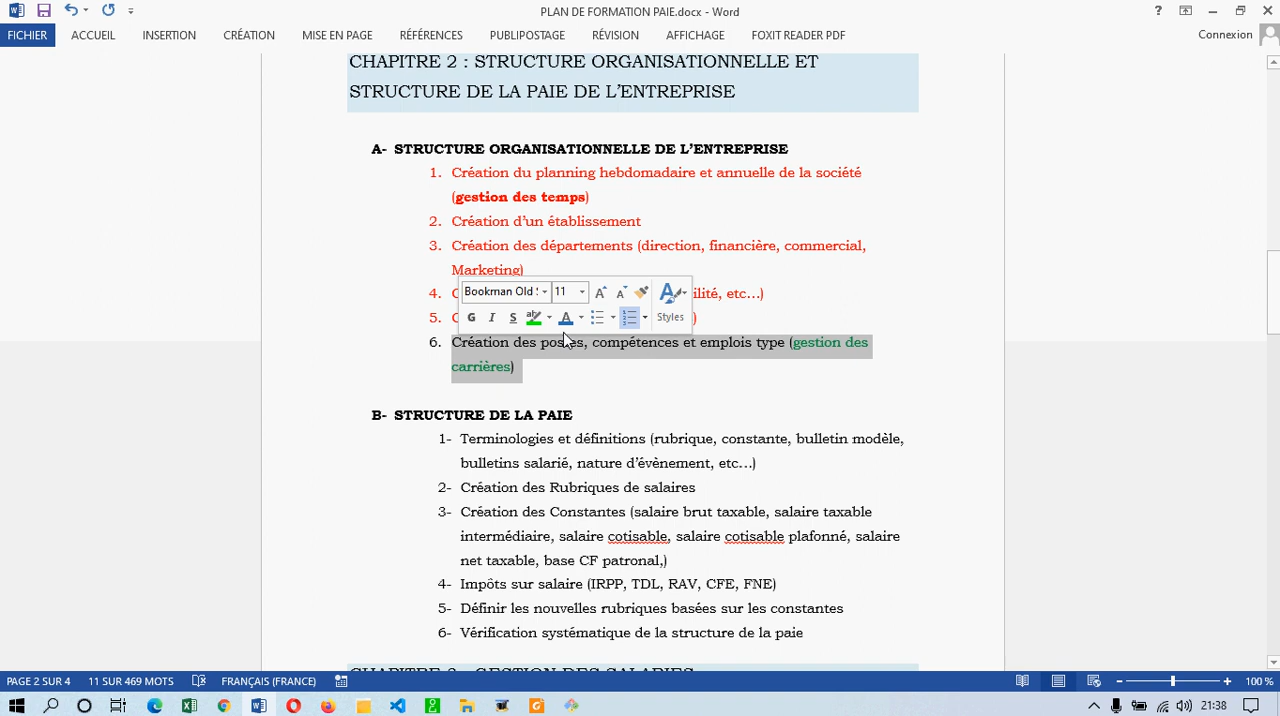 PLAN DE FORMATION PAIE.docx - Word
FICHIER ACCUEIL INSERTION CRÉATION MISE EN PAGE RÉFÉRENCES PUBLIPOSTAGE RÉVISION AFFICHAGE FOXIT READER PDF Connexion
CHAPITRE 2 : STRUCTURE ORGANISATIONNELLE ET
STRUCTURE DE LA PAIE DE L'ENTREPRISE
A- STRUCTURE ORGANISATIONNELLE DE L'ENTREPRISE
1. Création du planning hebdomadaire et annuelle de la société
(gestion des temps)
2. Création d'un établissement
3. Création des départements (direction, financière, commercial,
Marketing)
4. ilité, etc...)
5. )
Bookman Old 11
G I S Styles
6. Création des postes, compétences et emplois type (gestion des
carrières)
B- STRUCTURE DE LA PAIE
1- Terminologies et définitions (rubrique, constante, bulletin modèle,
bulletins salarié, nature d'évènement, etc...)
2- Création des Rubriques de salaires
3- Création des Constantes (salaire brut taxable, salaire taxable
intermédiaire, salaire cotisable, salaire cotisable plafonné, salaire
net taxable, base CF patronal,)
4- Impôts sur salaire (IRPP, TDL, RAV, CFE, FNE)
5- Définir les nouvelles rubriques basées sur les constantes
6- Vérification systématique de la structure de la paie
CHAPITRE 3 : GESTION DES SALARIES
PAGE 2 SUR 4 11 SUR 469 MOTS FRANÇAIS (FRANCE) 100 %
21:38